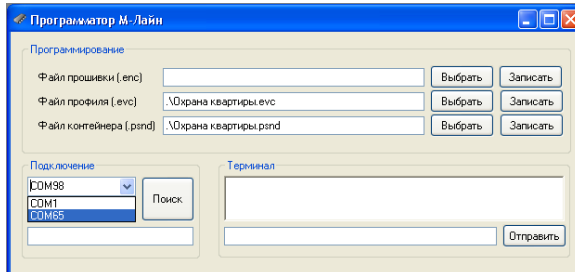 Программатор М-Лайн
Программирование
Файл прошивки (.enc) Выбрать Записать
Файл профиля (.evc) .\Охрана квартиры.evc Выбрать Записать
Файл контейнера (.psnd) .\Охрана квартиры.psnd Выбрать Записать
Подключение
COM98
COM1
COM65
Поиск
Терминал
Отправить